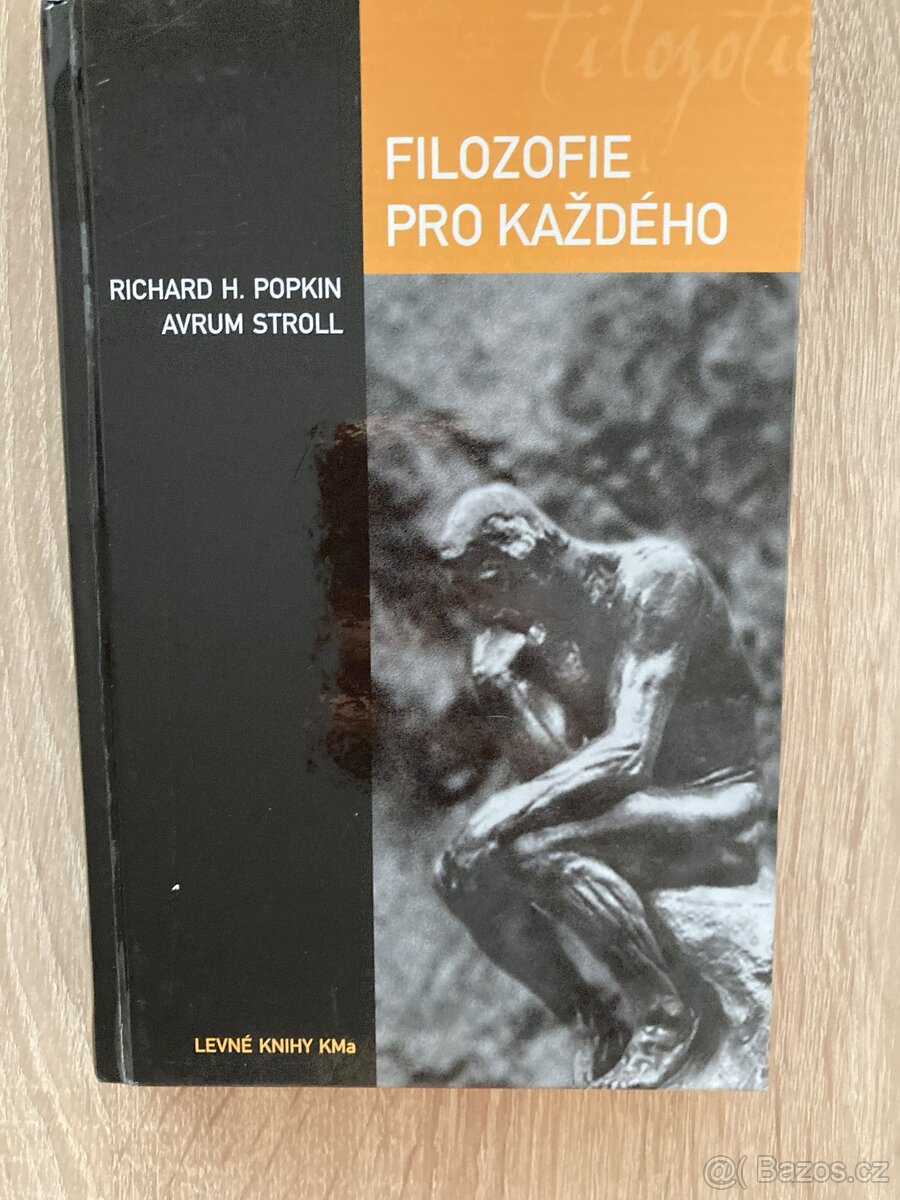 filozofie
FILOZOFIE
PRO KAŽDÉHO
RICHARD H. POPKIN
AVRUM STROLL
LEVNÉ KNIHY KMa
@( Bazos.cz